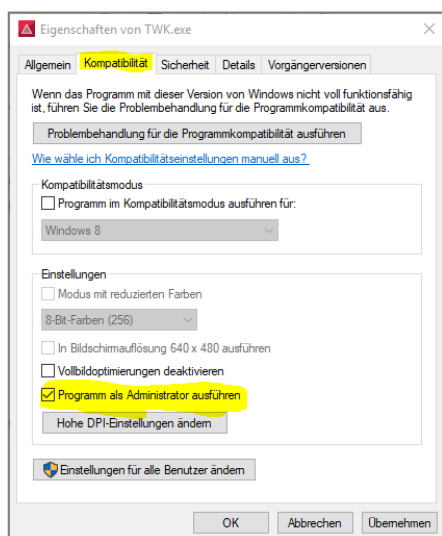 Eigenschaften von TWK.exe
Allgemein Kompatibilität Sicherheit Details Vorgängerversionen
Wenn das Programm mit dieser Version von Windows nicht voll funktionsfähig
ist, führen Sie die Problembehandlung für die Programmkompatibilität aus.
Problembehandlung für die Programmkompatibilität ausführen
Wie wähle ich Kompatibilitätseinstellungen manuell aus?
Kompatibilitätsmodus
Programm im Kompatibilitätsmodus ausführen für:
Windows 8
Einstellungen
Modus mit reduzierten Farben
8-Bit-Farben (256)
In Bildschirmauflösung 640 x 480 ausführen
Vollbildoptimierungen deaktivieren
Programm als Administrator ausführen
Hohe DPI-Einstellungen ändern
Einstellungen für alle Benutzer ändern
OK Abbrechen Übernehmen